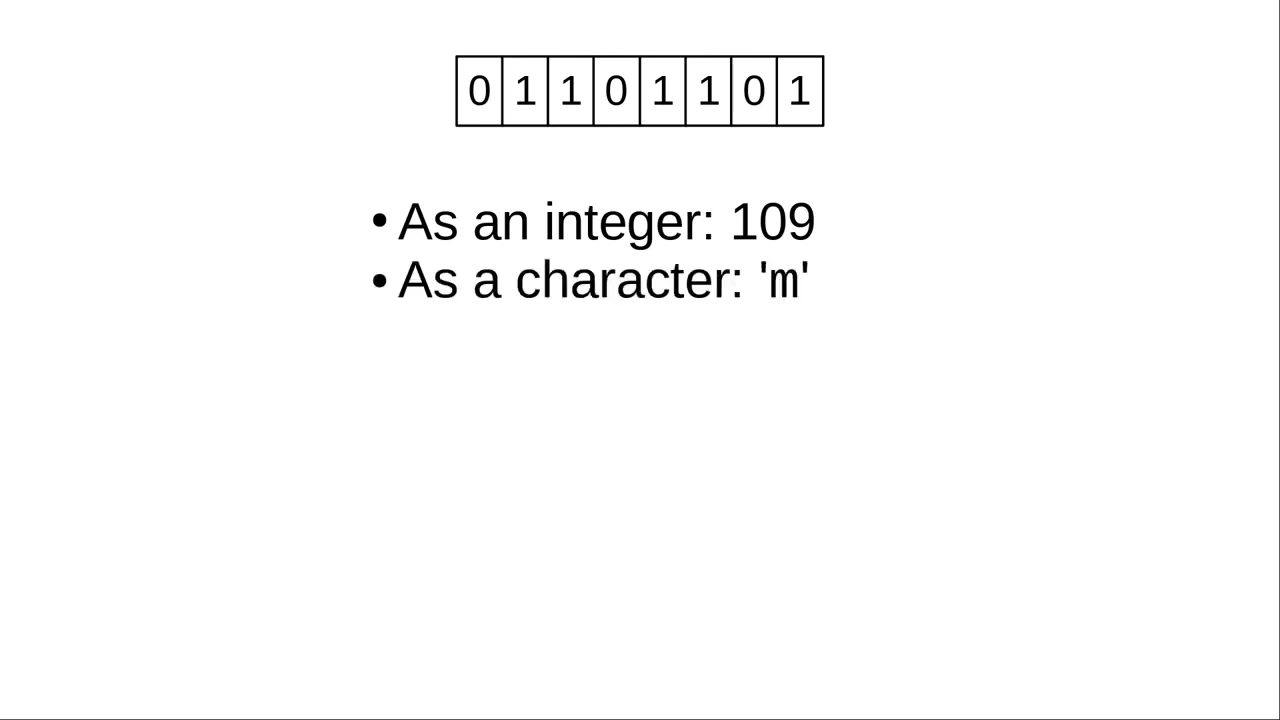 0 1 1 0 1 1 0 1
• As an integer: 109
• As a character: 'm'